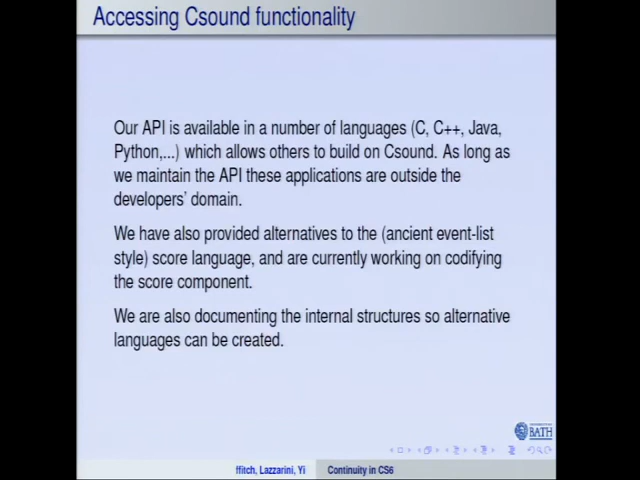 Accessing Csound functionality
Our API is available in a number of languages (C, C++, Java,
Python,...) which allows others to build on Csound. As long as
we maintain the API these applications are outside the
developers' domain.
We have also provided alternatives to the (ancient event-list
style) score language, and are currently working on codifying
the score component.
We are also documenting the internal structures so alternative
languages can be created.
BATH
ffitch, Lazzarini, Yi
Continuity in CS6